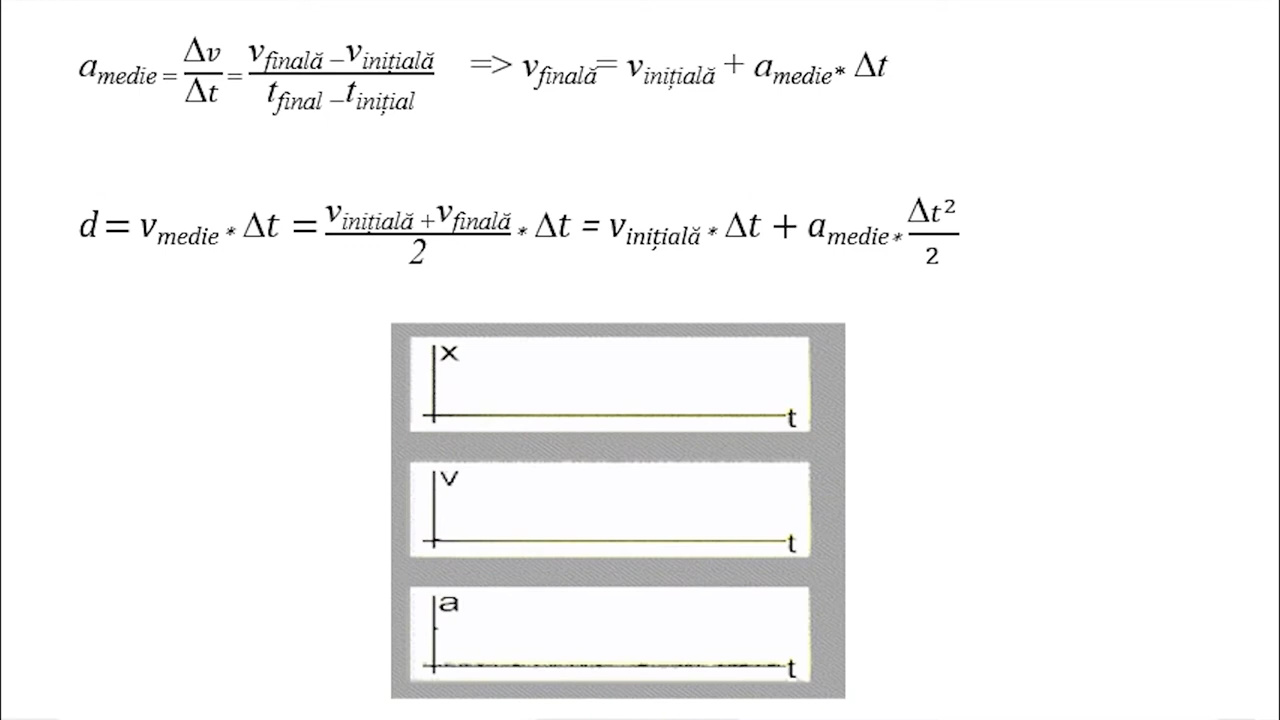 a_medie = Δv/Δt = (v_finală – v_inițială)/(t_final – t_inițial) => v_finală = v_inițială + a_medie * Δt
d = v_medie * Δt = (v_inițială + v_finală)/2 * Δt = v_inițială * Δt + a_medie * Δt²/2
x
t
v
t
a
t